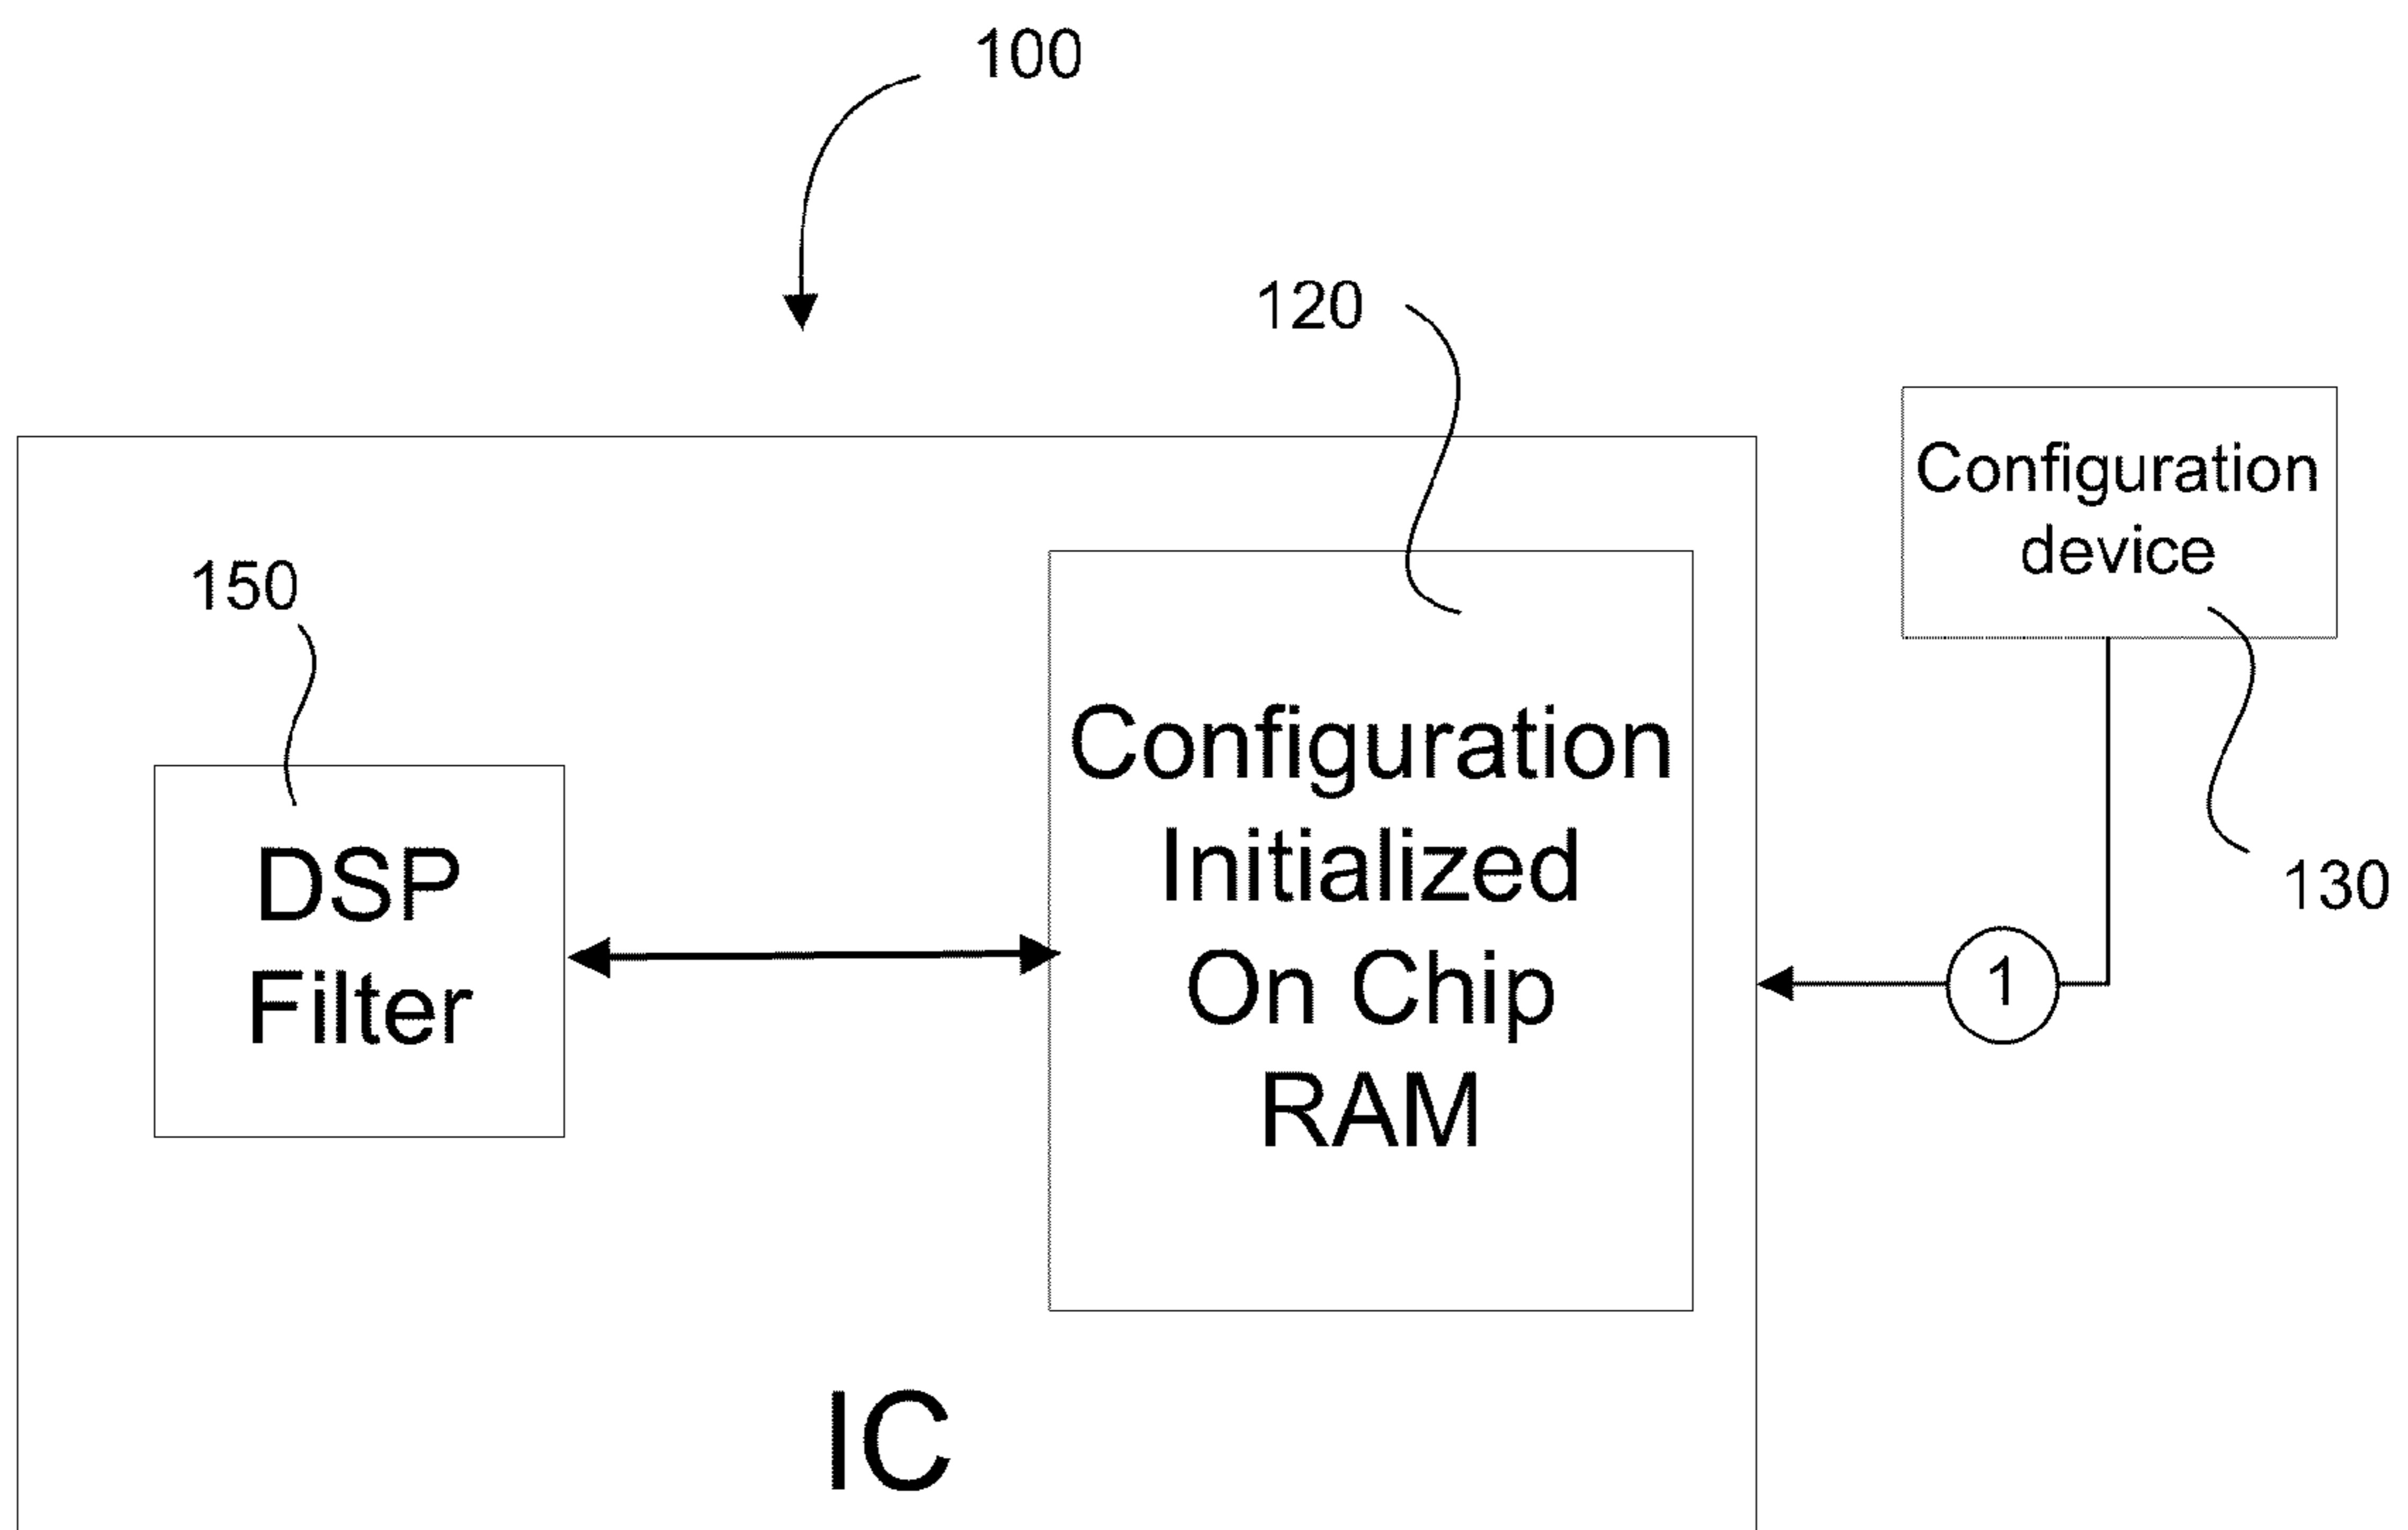 100
120
Configuration
device
150
Configuration
Initialized
On Chip
RAM
DSP
Filter
130
1
IC